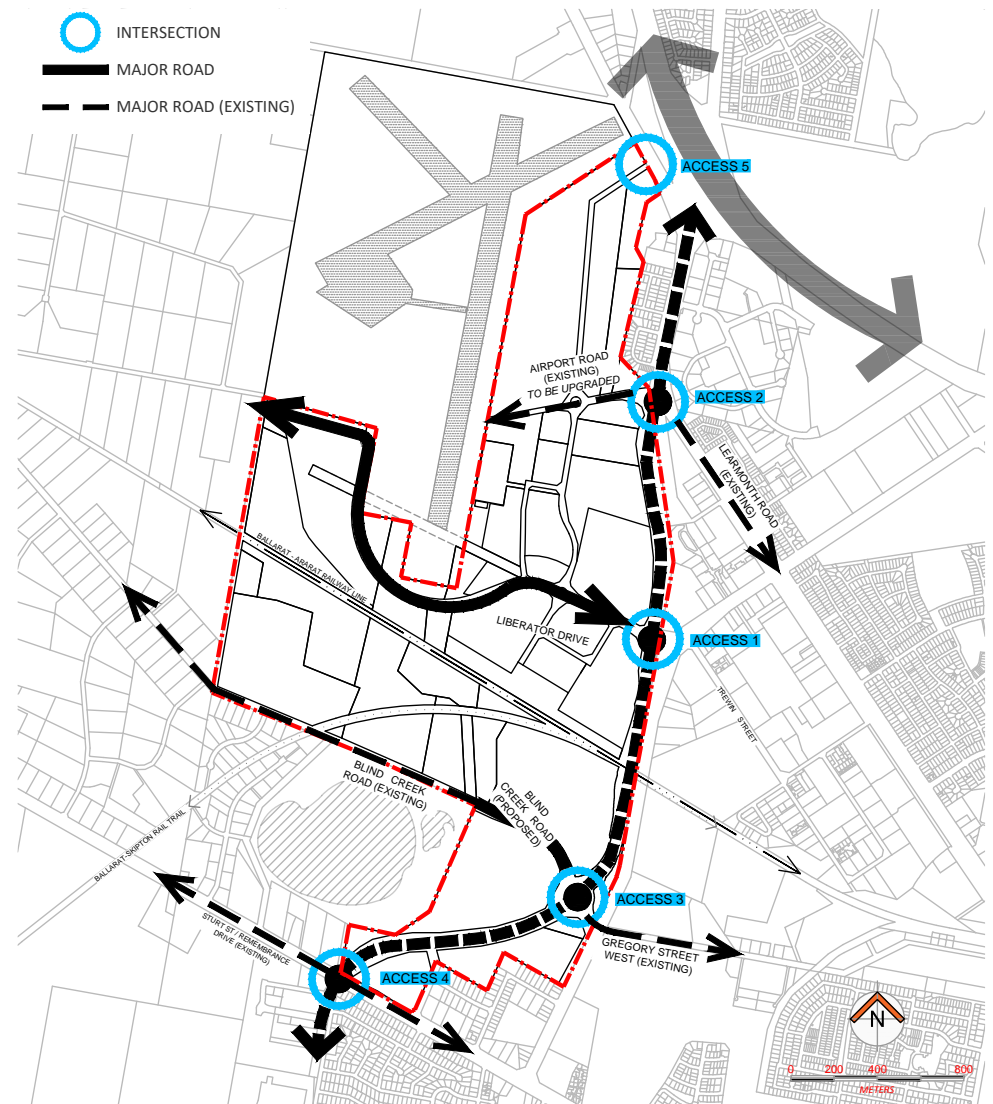 INTERSECTION
MAJOR ROAD
MAJOR ROAD (EXISTING)
ACCESS 5
AIRPORT ROAD
(EXISTING)
TO BE UPGRADED
ACCESS 2
LEARMONTH ROAD
(EXISTING)
BALLARAT - ARARAT RAILWAY LINE
LIBERATOR DRIVE
ACCESS 1
TREWIN STREET
BLIND CREEK
ROAD (EXISTING)
BLIND
CREEK ROAD
(PROPOSED)
BALLARAT-SKIPTON RAIL TRAIL
ACCESS 3
STURT ST / REMEMBRANCE
DRIVE (EXISTING)
GREGORY STREET
WEST (EXISTING)
ACCESS 4
N
0 200 400 800
METERS